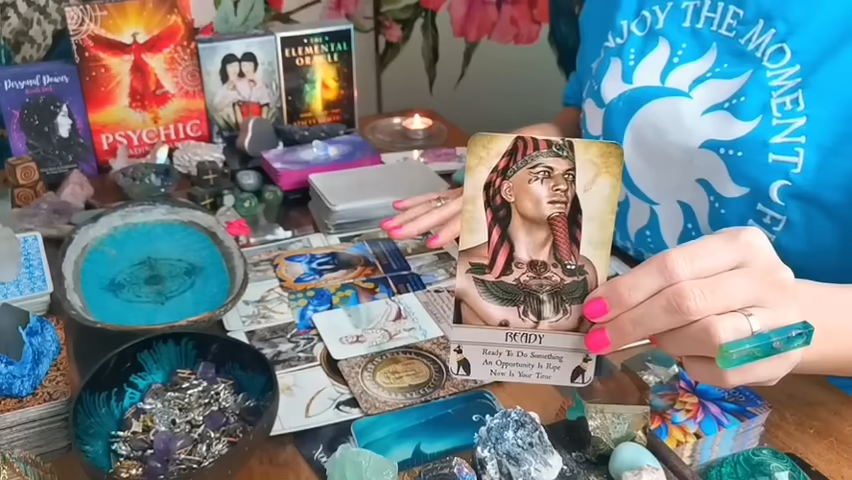 Personal Power
PSYCHIC
THE
ELEMENTAL
ORACLE
ENJOY THE MOMENT
READY
Ready To Do Something
An Opportunity Is Ripe
Now Is Your Time